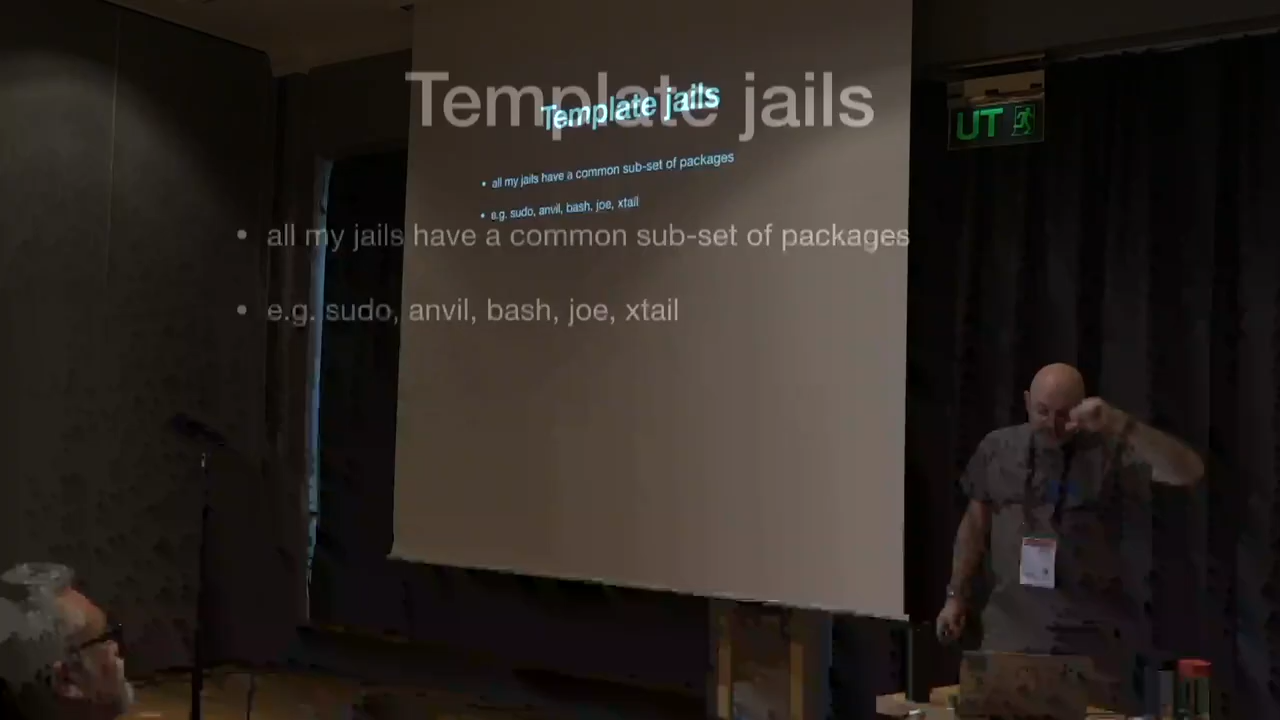 Template jails
all my jails have a common sub-set of packages
e.g. sudo, anvil, bash, joe, xtail
Template jails
• all my jails have a common sub-set of packages
• e.g. sudo, anvil, bash, joe, xtail
UT